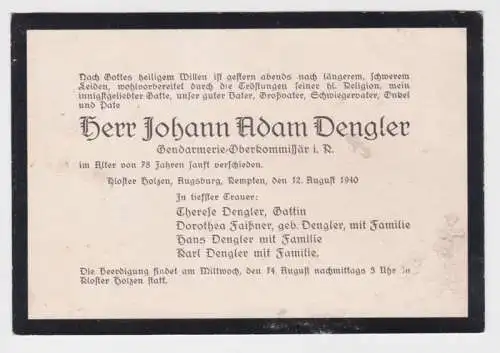 Nach Gottes heiligem Willen ist gestern abends nach längerem, schwerem
Leiden, wohlvorbereitet durch die Tröstungen seiner hl. Religion, mein
innigstgeliebter Gatte, unser guter Vater, Großvater, Schwiegervater, Onkel
und Pate
Herr Johann Adam Dengler
Gendarmerie-Oberkommissär i. R.
im Alter von 78 Jahren sanft verschieden.
Kloster Holzen, Augsburg, Kempten, den 12. August 1940
In tiefster Trauer:
Therese Dengler, Gattin
Dorothea Faißner, geb. Dengler, mit Familie
Hans Dengler mit Familie
Karl Dengler mit Familie.
Die Beerdigung findet am Mittwoch, den 14. August nachmittags 3 Uhr in
Kloster Holzen statt.